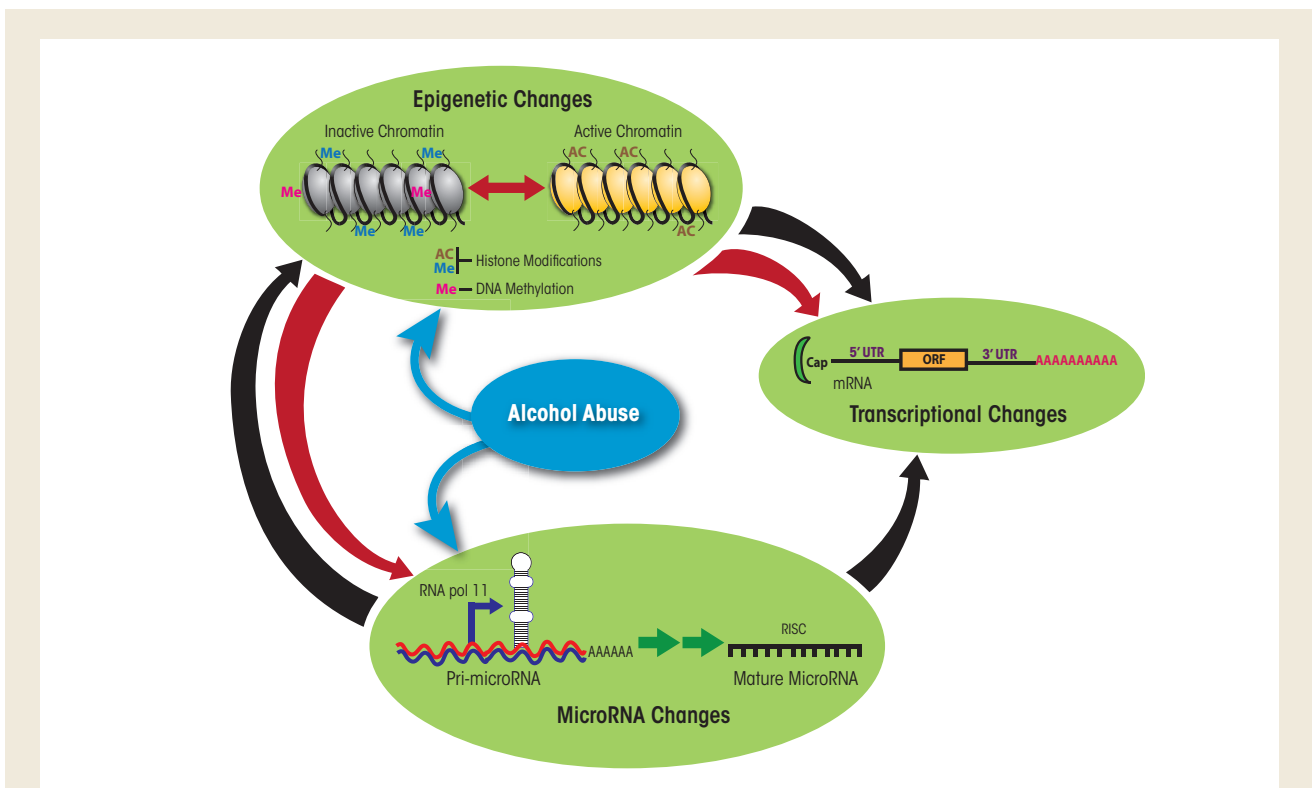 Epigenetic Changes
Inactive Chromatin
Active Chromatin
Me
Me
AC
AC
Me
Me
Me
Me
AC
AC
Me
Histone Modifications
Me
DNA Methylation
Alcohol Abuse
Cap
5' UTR
ORF
3' UTR
AAAAAAAAAA
mRNA
Transcriptional Changes
RNA pol 11
AAAAAA
RISC
Pri-microRNA
Mature MicroRNA
MicroRNA Changes